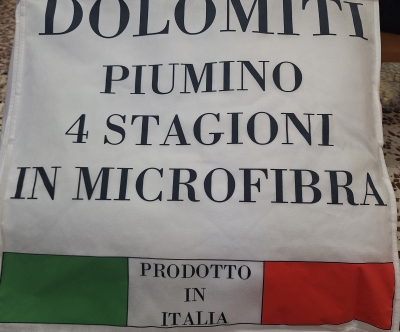 DOLOMITI
PIUMINO
4 STAGIONI
IN MICROFIBRA
PRODOTTO
IN
ITALIA